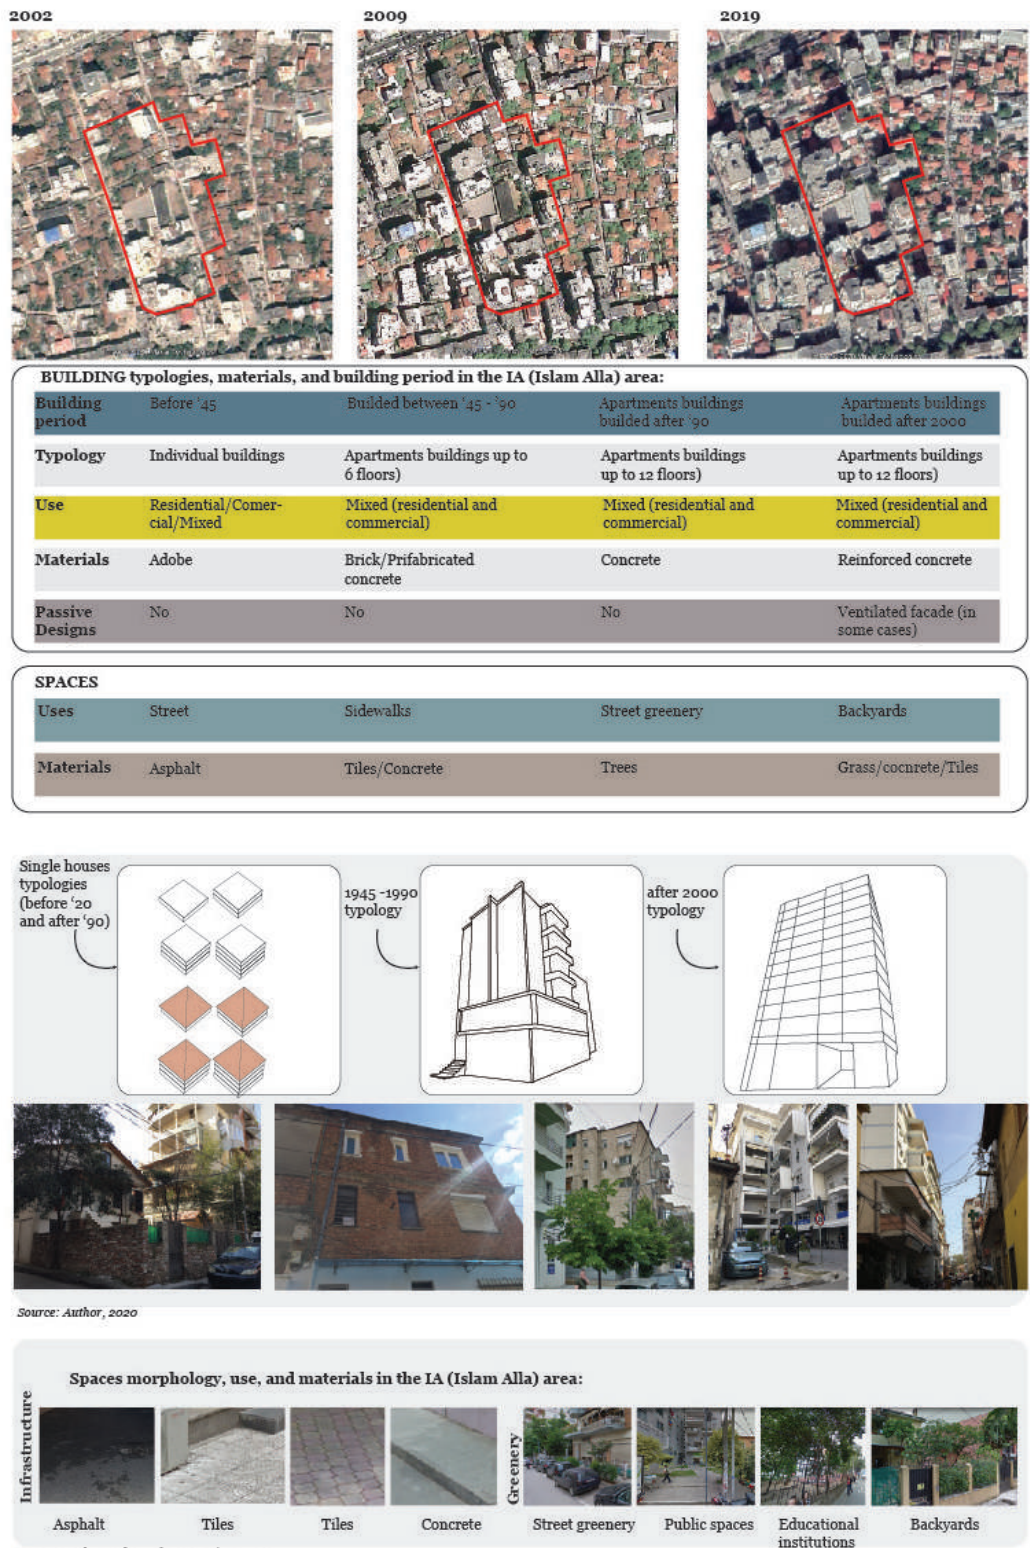 2002 2009 2019
BUILDING typologies, materials, and building period in the IA (Islam Alla) area:
Building period Before ‘45 Builded between ‘45 - ‘90 Apartments buildings builded after ‘90 Apartments buildings builded after 2000
Typology Individual buildings Apartments buildings up to 6 floors) Apartments buildings up to 12 floors) Apartments buildings up to 12 floors)
Use Residential/Comer-cial/Mixed Mixed (residential and commercial) Mixed (residential and commercial) Mixed (residential and commercial)
Materials Adobe Brick/Prifabricated concrete Concrete Reinforced concrete
Passive Designs No No No Ventilated facade (in some cases)
SPACES
Uses Street Sidewalks Street greenery Backyards
Materials Asphalt Tiles/Concrete Trees Grass/cocnrete/Tiles
Single houses
typologies
(before ‘20
and after ‘90)
1945 -1990
typology
after 2000
typology
Source: Author, 2020
Spaces morphology, use, and materials in the IA (Islam Alla) area:
Infrastructure
Asphalt Tiles Tiles Concrete
Greenery
Street greenery Public spaces Educational institutions Backyards